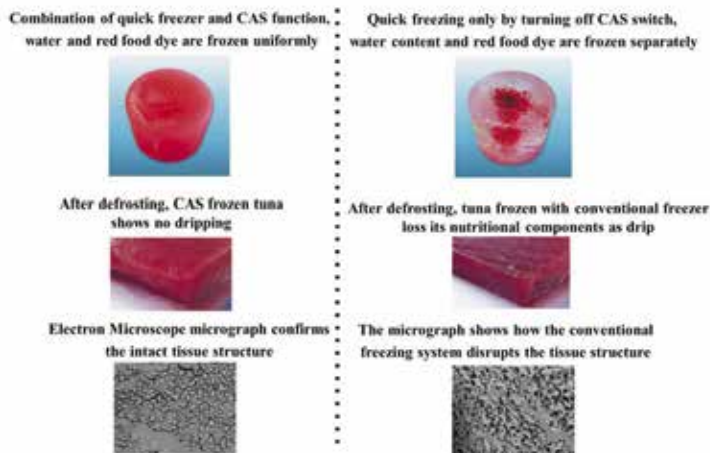 Combination of quick freezer and CAS function,
water and red food dye are frozen uniformly
Quick freezing only by turning off CAS switch,
water content and red food dye are frozen separately
After defrosting, CAS frozen tuna
shows no dripping
After defrosting, tuna frozen with conventional freezer
loss its nutritional components as drip
Electron Microscope micrograph confirms
the intact tissue structure
The micrograph shows how the conventional
freezing system disrupts the tissue structure